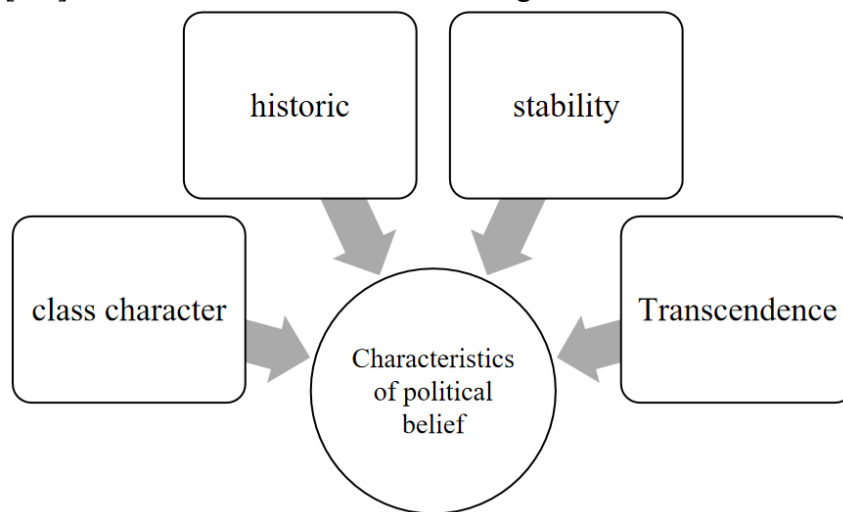 historic
stability
class character
Transcendence
Characteristics
of political
belief